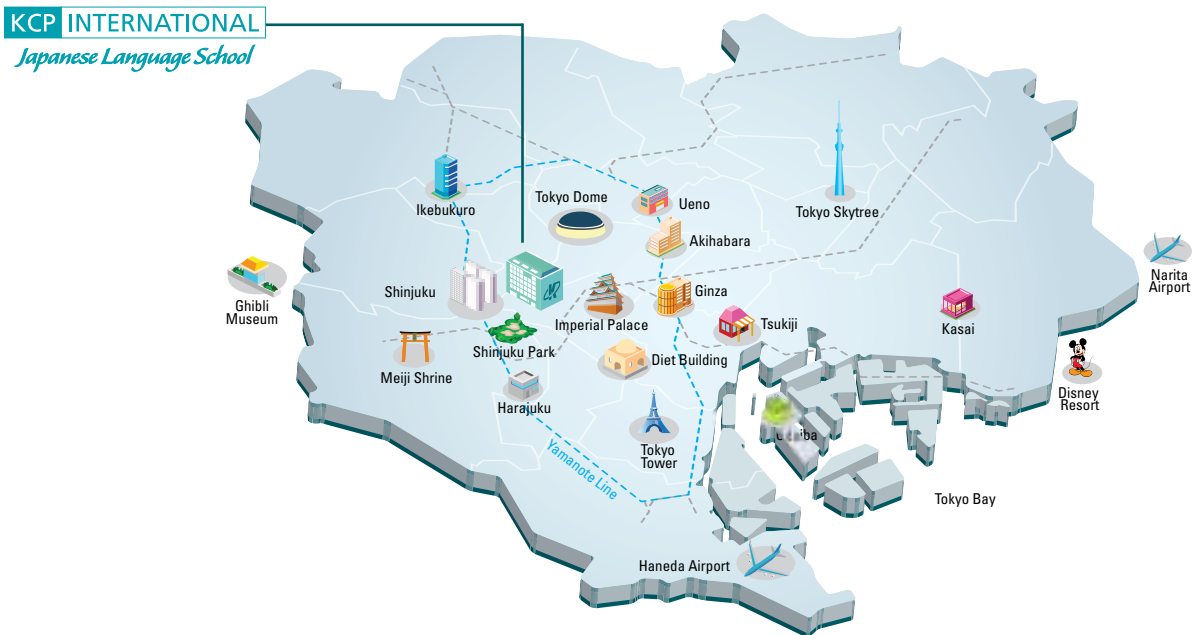 KCP INTERNATIONAL
Japanese Language School
Ikebukuro
Tokyo Dome
Ueno
Tokyo Skytree
Akihabara
Narita
Airport
Ghibli
Museum
Shinjuku
Imperial Palace
Ginza
Tsukiji
Kasai
Meiji Shrine
Shinjuku Park
Diet Building
Harajuku
Disney
Resort
Tokyo
Tower
Yamanote Line
Tokyo Bay
Haneda Airport